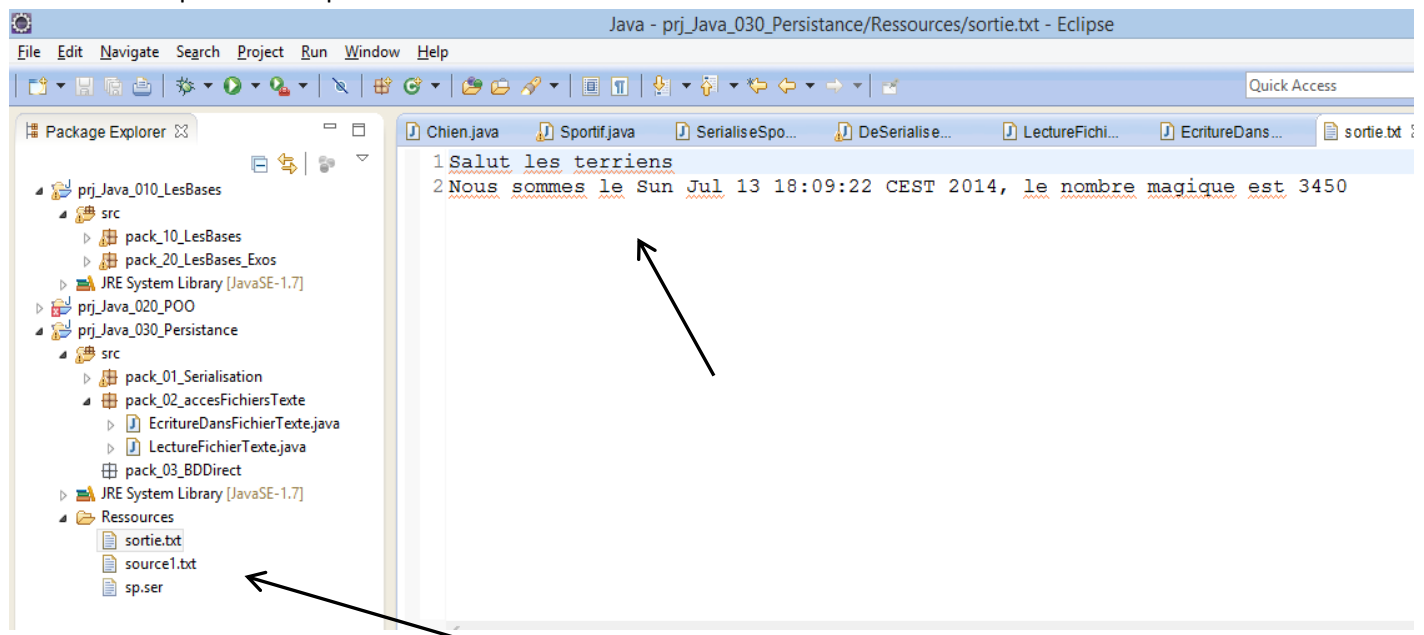 Java - prj_Java_030_Persistance/Ressources/sortie.txt - Eclipse
File Edit Navigate Search Project Run Window Help
Quick Access
Package Explorer
Chien.java Sportif.java SerialiseSpo... DeSerialise... LectureFichi... EcritureDans... sortie.txt
1 Salut les terriens
2 Nous sommes le Sun Jul 13 18:09:22 CEST 2014, le nombre magique est 3450
prj_Java_010_LesBases
src
pack_10_LesBases
pack_20_LesBases_Exos
JRE System Library [JavaSE-1.7]
prj_Java_020_POO
prj_Java_030_Persistance
src
pack_01_Serialisation
pack_02_accesFichiersTexte
EcritureDansFichierTexte.java
LectureFichierTexte.java
pack_03_BDDirect
JRE System Library [JavaSE-1.7]
Ressources
sortie.txt
source1.txt
sp.ser